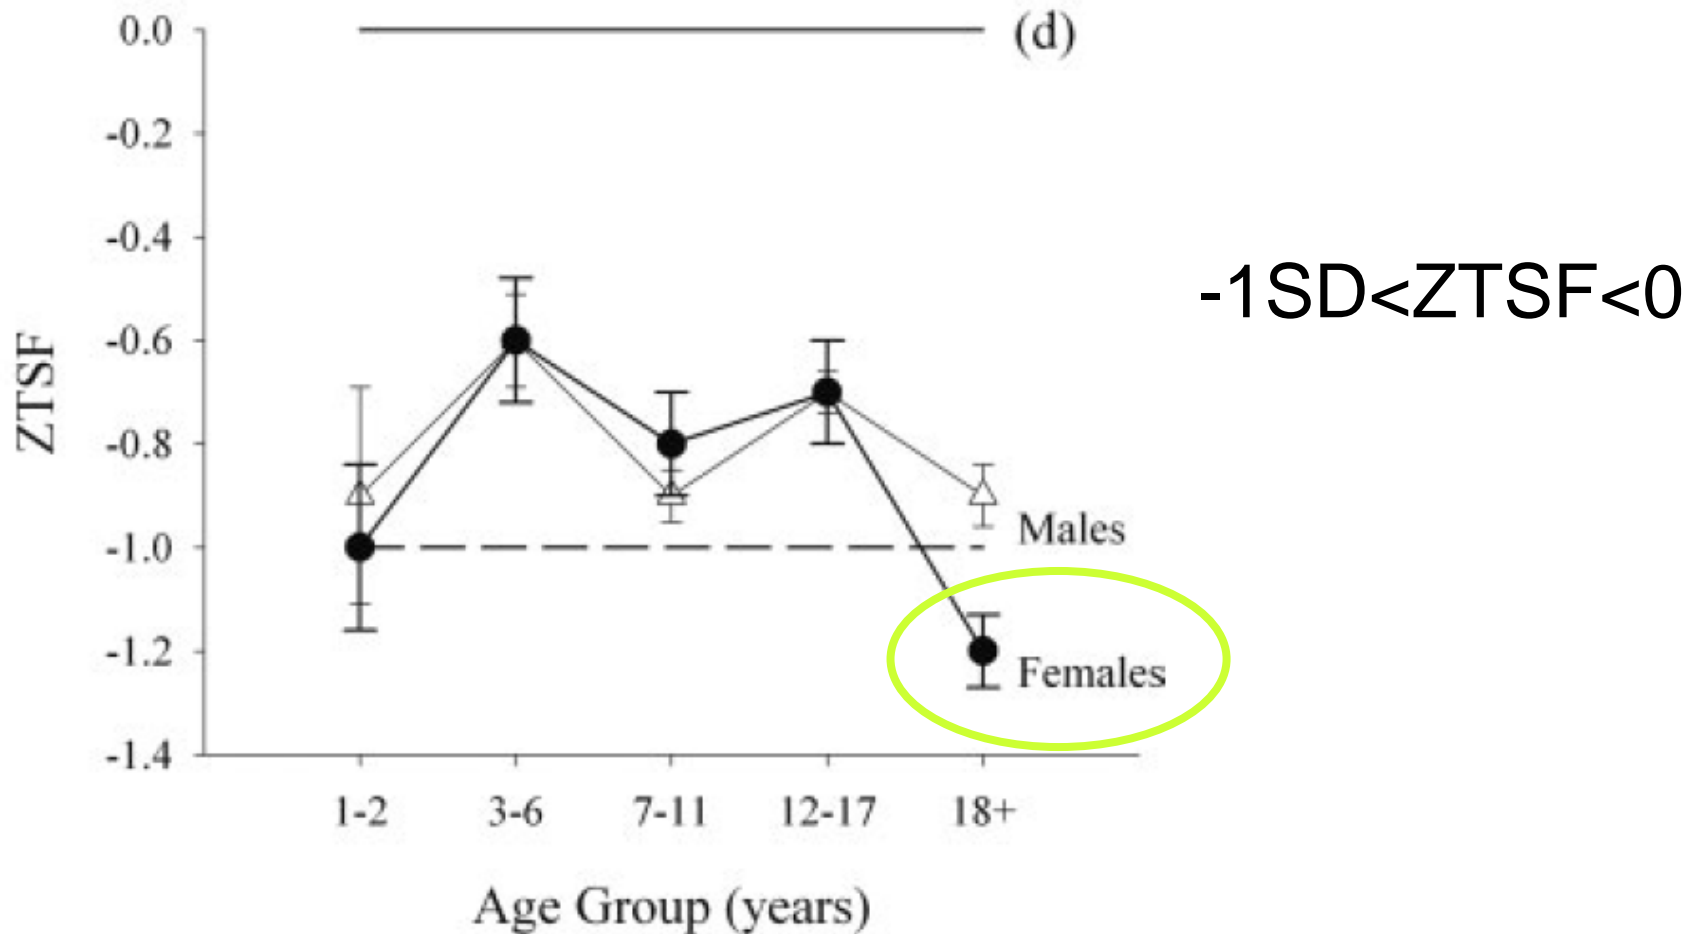 0.0
(d)
-0.2
-0.4
-1SD<ZTSF<0
-0.6
ZTSF
-0.8
-1.0
Males
-1.2
Females
-1.4
1-2 3-6 7-11 12-17 18+
Age Group (years)